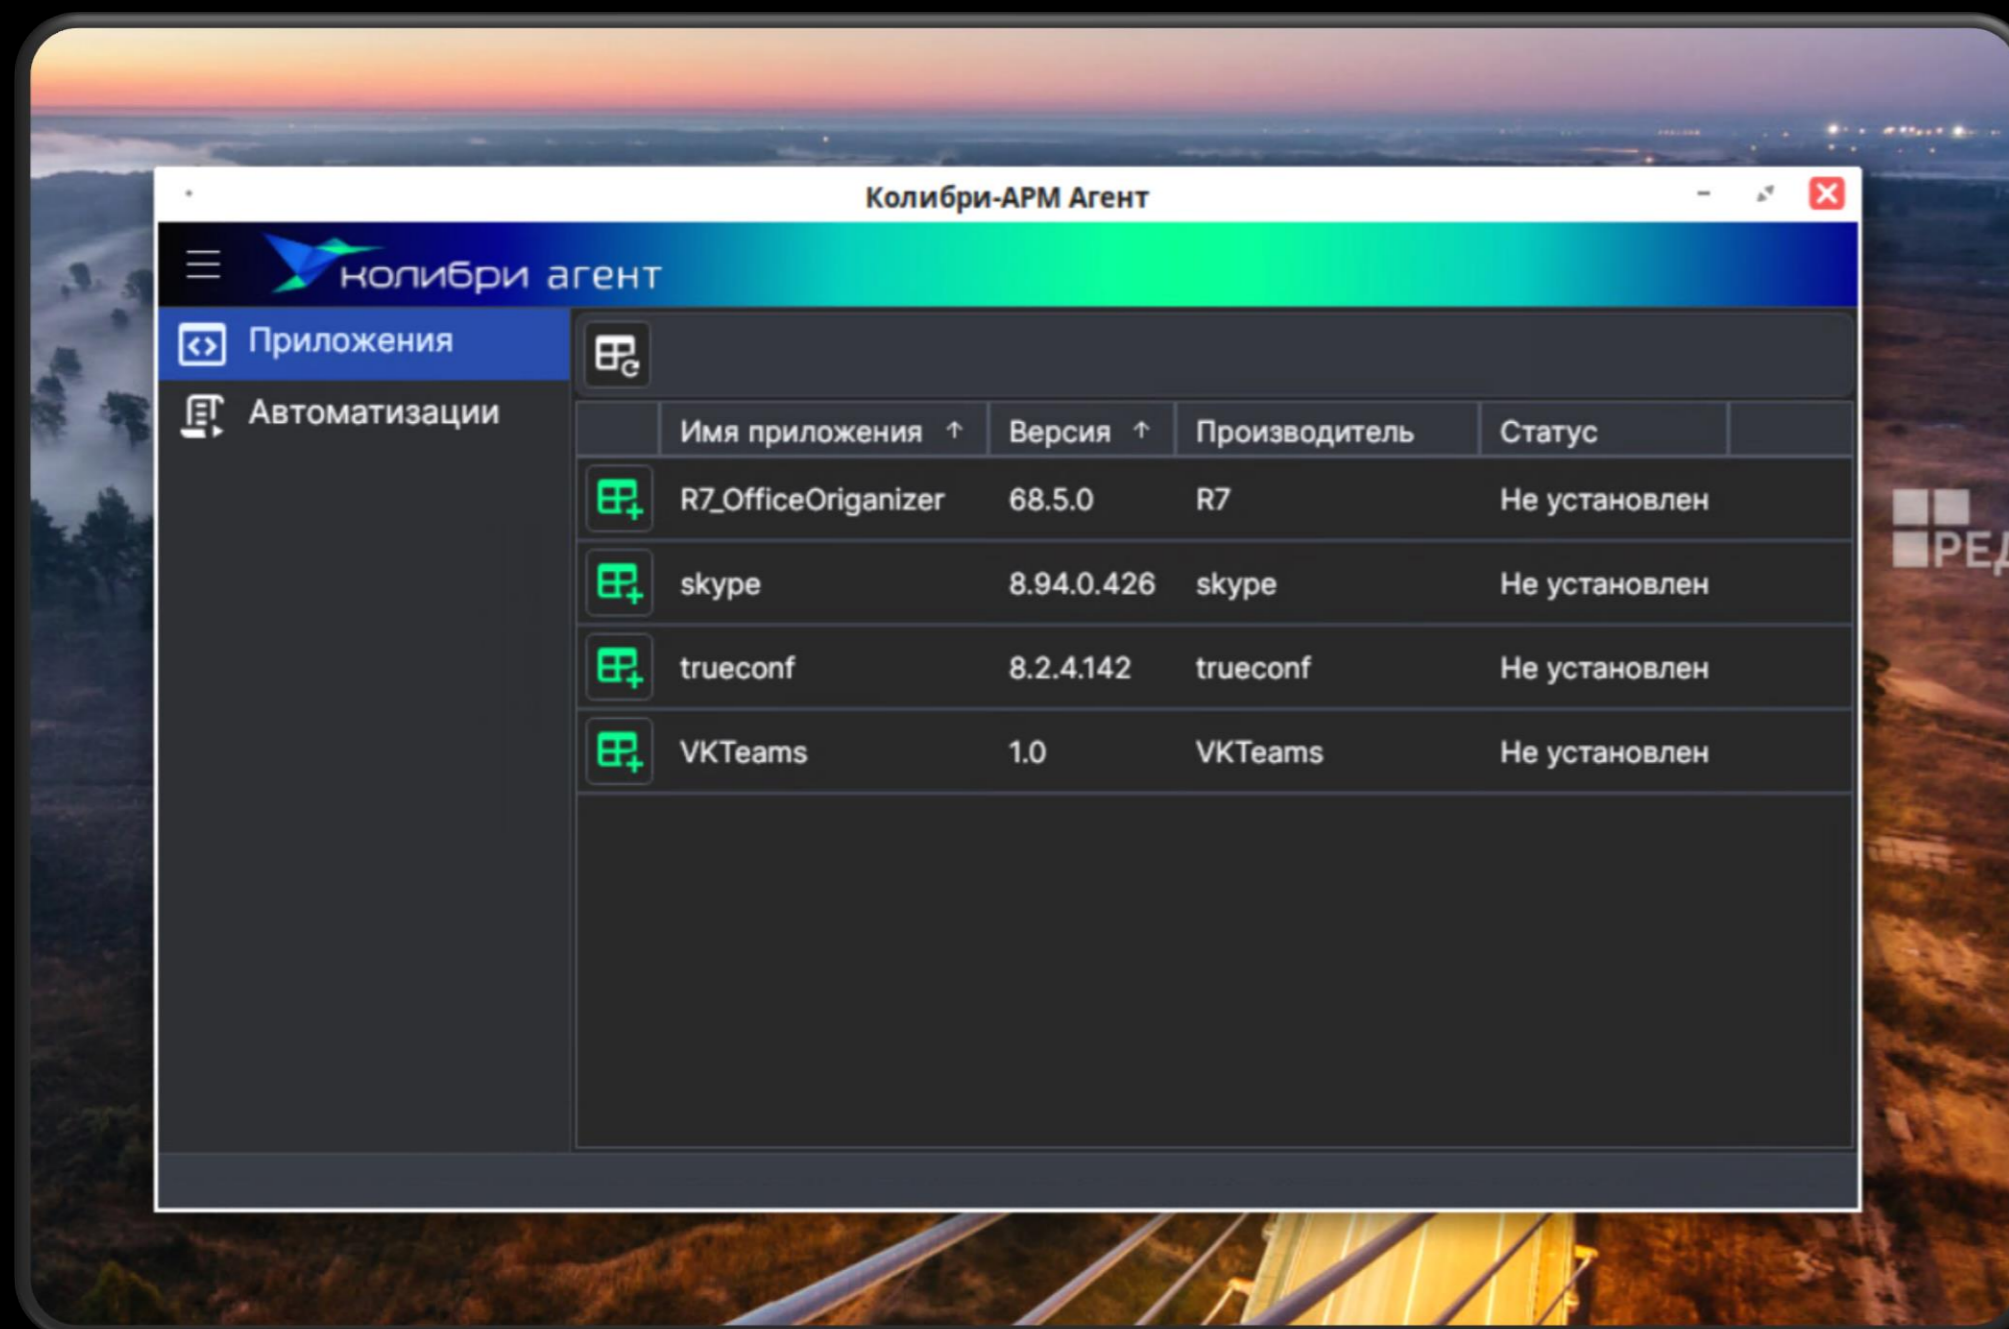 Колибри-АРМ Агент
колибри агент
Приложения
Автоматизации
Имя приложения ↑ Версия ↑ Производитель Статус
R7_OfficeOriganizer 68.5.0 R7 Не установлен
skype 8.94.0.426 skype Не установлен
trueconf 8.2.4.142 trueconf Не установлен
VKTeams 1.0 VKTeams Не установлен
РЕД